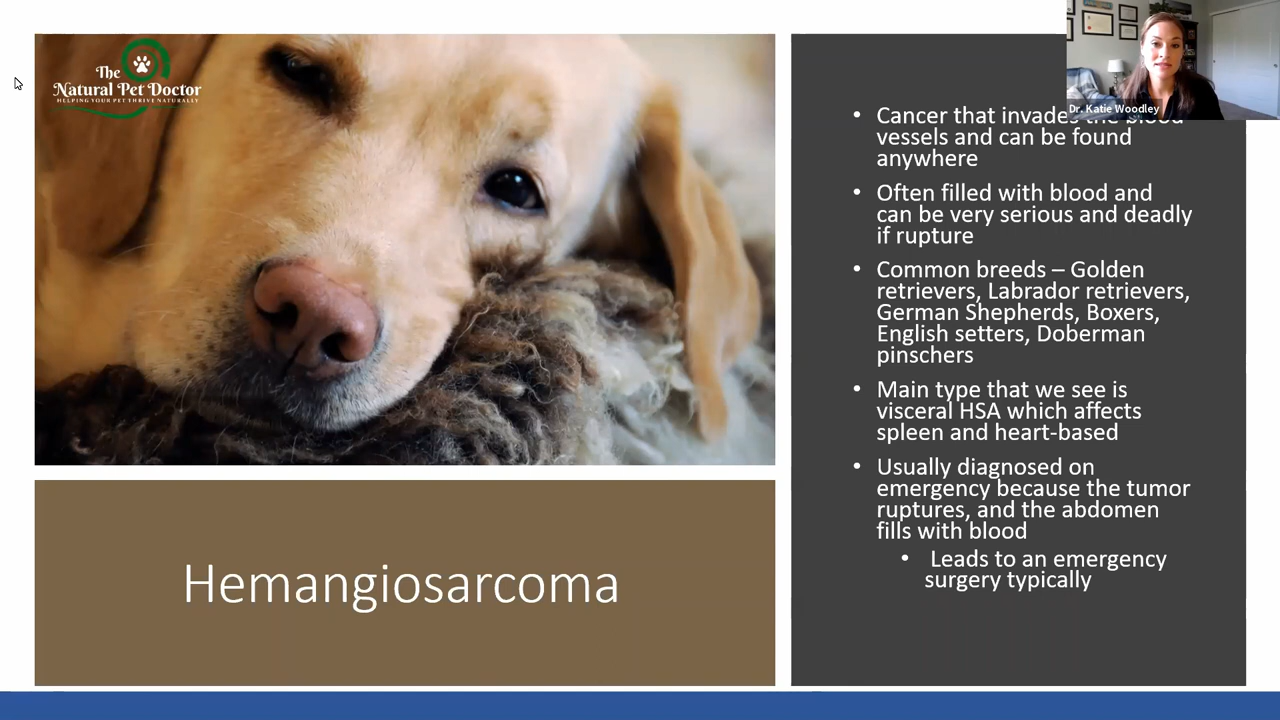 The
Natural Pet Doctor
HELPING YOUR PET THRIVE NATURALLY
Dr. Katie Woodley
• Cancer that invades the blood
vessels and can be found
anywhere
• Often filled with blood and
can be very serious and deadly
if rupture
• Common breeds – Golden
retrievers, Labrador retrievers,
German Shepherds, Boxers,
English setters, Doberman
pinschers
• Main type that we see is
visceral HSA which affects
spleen and heart-based
• Usually diagnosed on
emergency because the tumor
ruptures, and the abdomen
fills with blood
• Leads to an emergency
surgery typically
Hemangiosarcoma